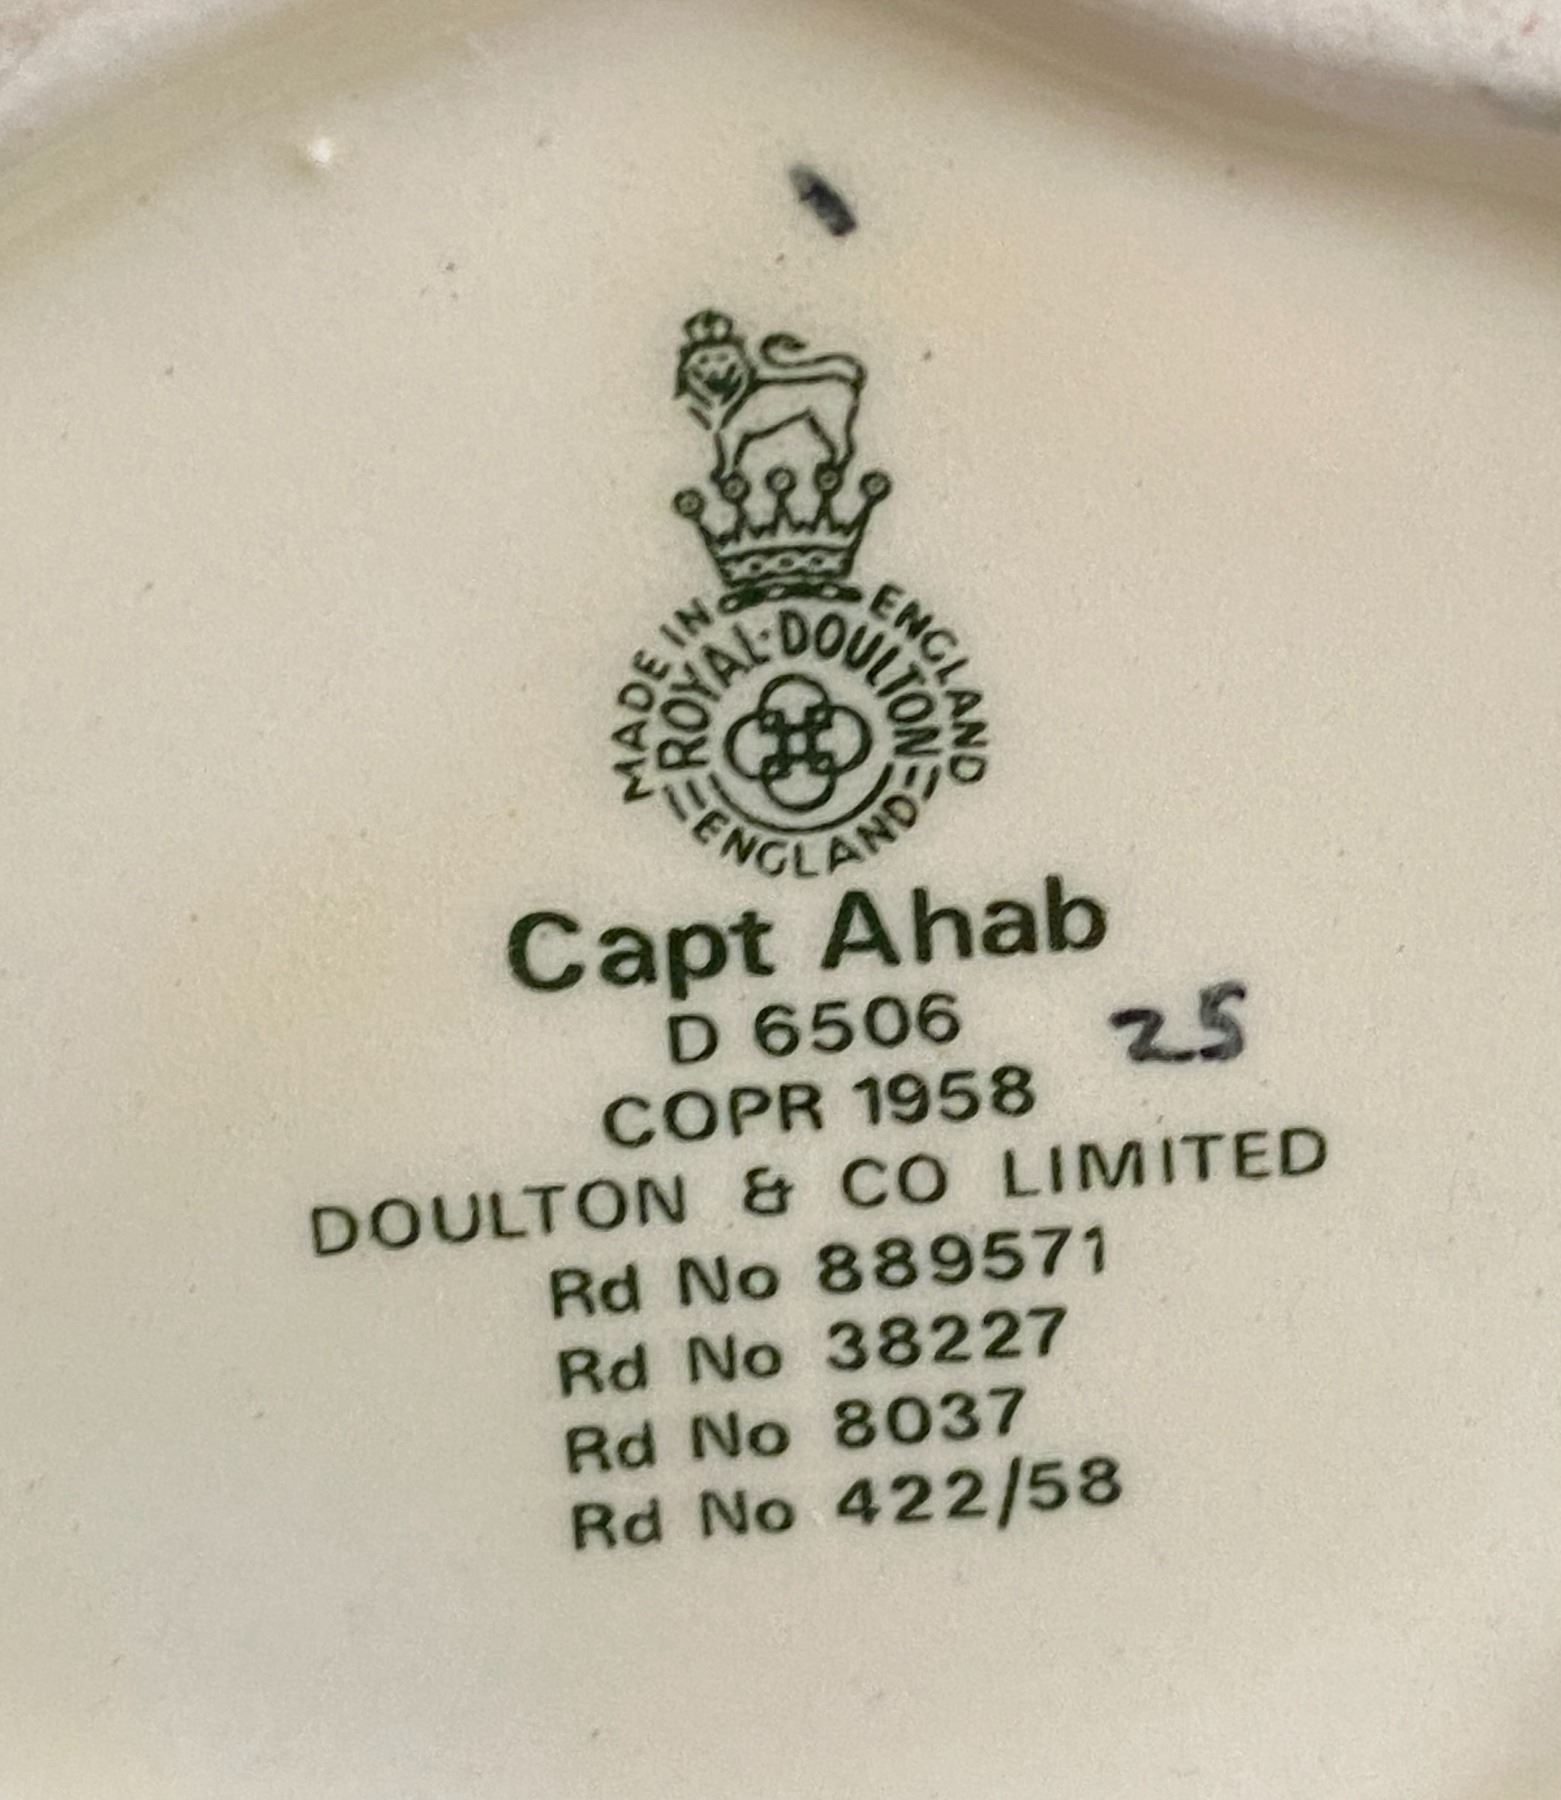 MADE IN ENGLAND
ROYAL·DOULTON
ENGLAND
Capt Ahab
D 6506
25
COPR 1958
DOULTON & CO LIMITED
Rd No 889571
Rd No 38227
Rd No 8037
Rd No 422/58